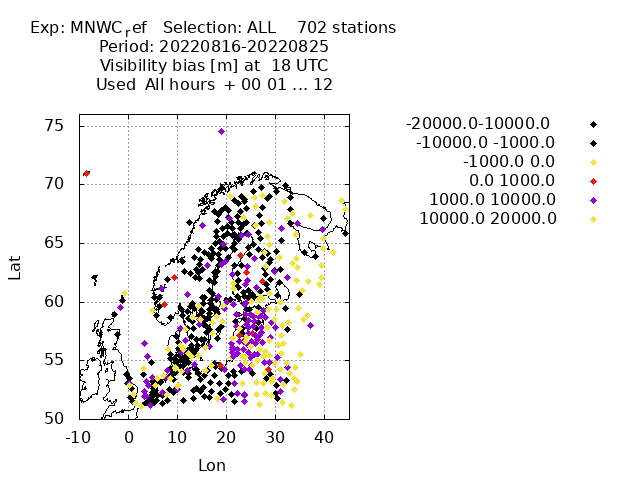 Exp: MNWCref   Selection: ALL    702 stations
Period: 20220816-20220825
Visibility bias [m] at  18 UTC
Used  All hours  + 00 01 ... 12
-20000.0-10000.0
-10000.0 -1000.0
-1000.0 0.0
0.0 1000.0
1000.0 10000.0
10000.0 20000.0
75
70
65
60
55
50
Lat
-10 0 10 20 30 40
Lon